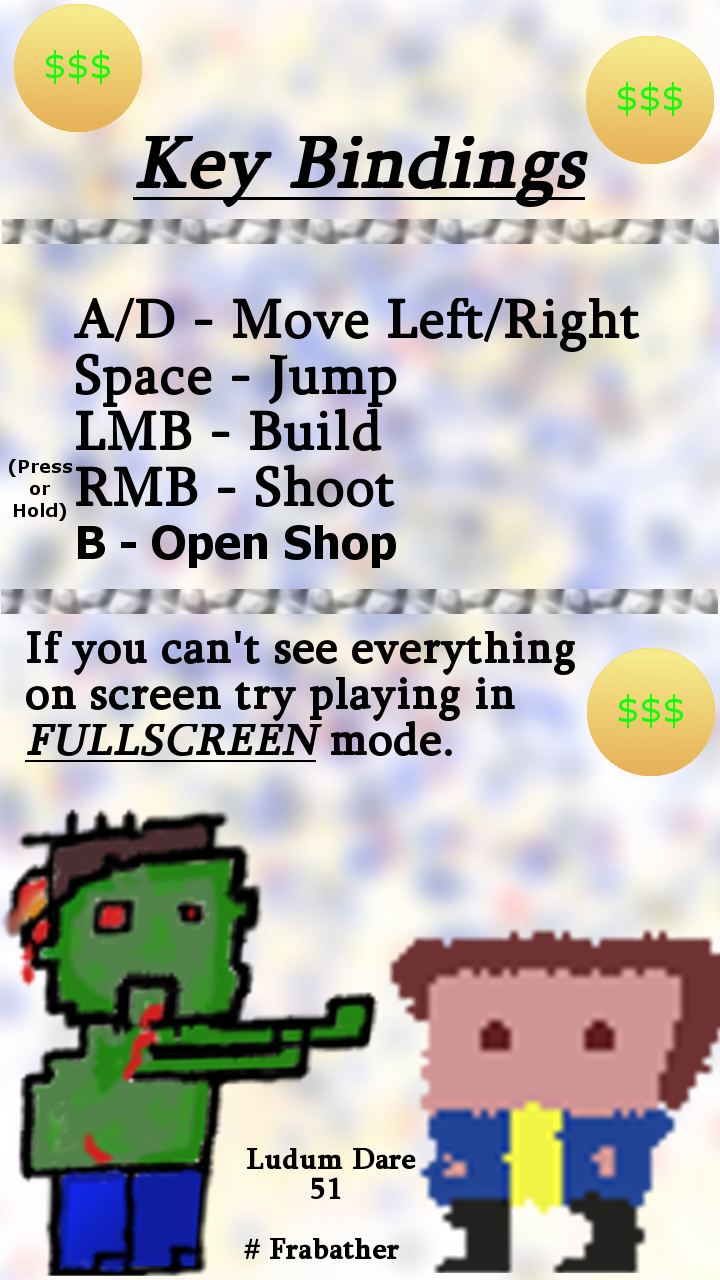 $$$
$$$
Key Bindings
A/D - Move Left/Right
Space - Jump
LMB - Build
(Press
or
Hold)
RMB - Shoot
B - Open Shop
If you can't see everything
on screen try playing in
FULLSCREEN mode.
$$$
Ludum Dare
51
# Frabather